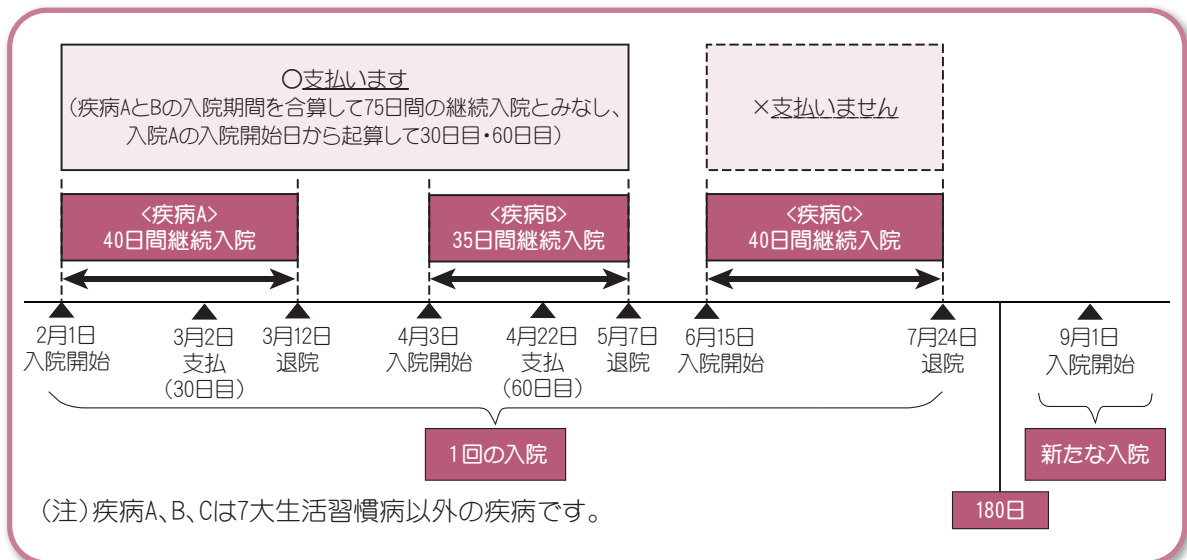 ○支払います
(疾病AとBの入院期間を合算して75日間の継続入院とみなし、
入院Aの入院開始日から起算して30日目・60日目)
×支払いません
<疾病A>
40日間継続入院
<疾病B>
35日間継続入院
<疾病C>
40日間継続入院
2月1日
入院開始
3月2日
支払
(30日目)
3月12日
退院
4月3日
入院開始
4月22日
支払
(60日目)
5月7日
退院
6月15日
入院開始
7月24日
退院
9月1日
入院開始
1回の入院
新たな入院
180日
(注)疾病A、B、Cは7大生活習慣病以外の疾病です。